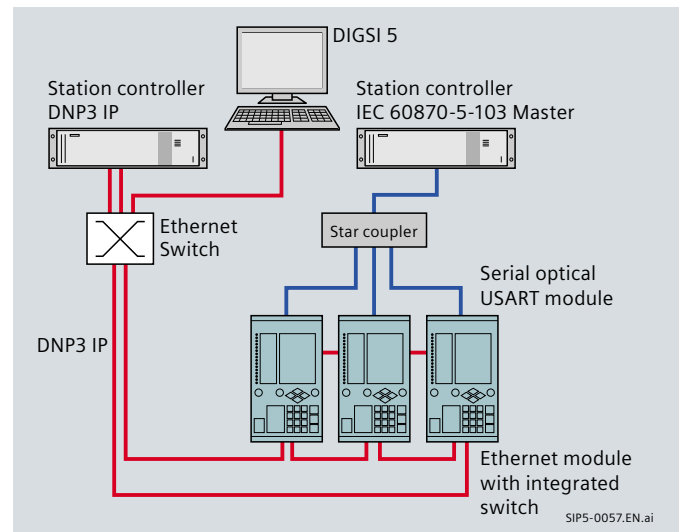 DIGSI 5
Station controller
DNP3 IP
Station controller
IEC 60870-5-103 Master
Ethernet
Switch
Star coupler
Serial optical
USART module
DNP3 IP
Ethernet module
with integrated
switch
SIP5-0057.EN.ai